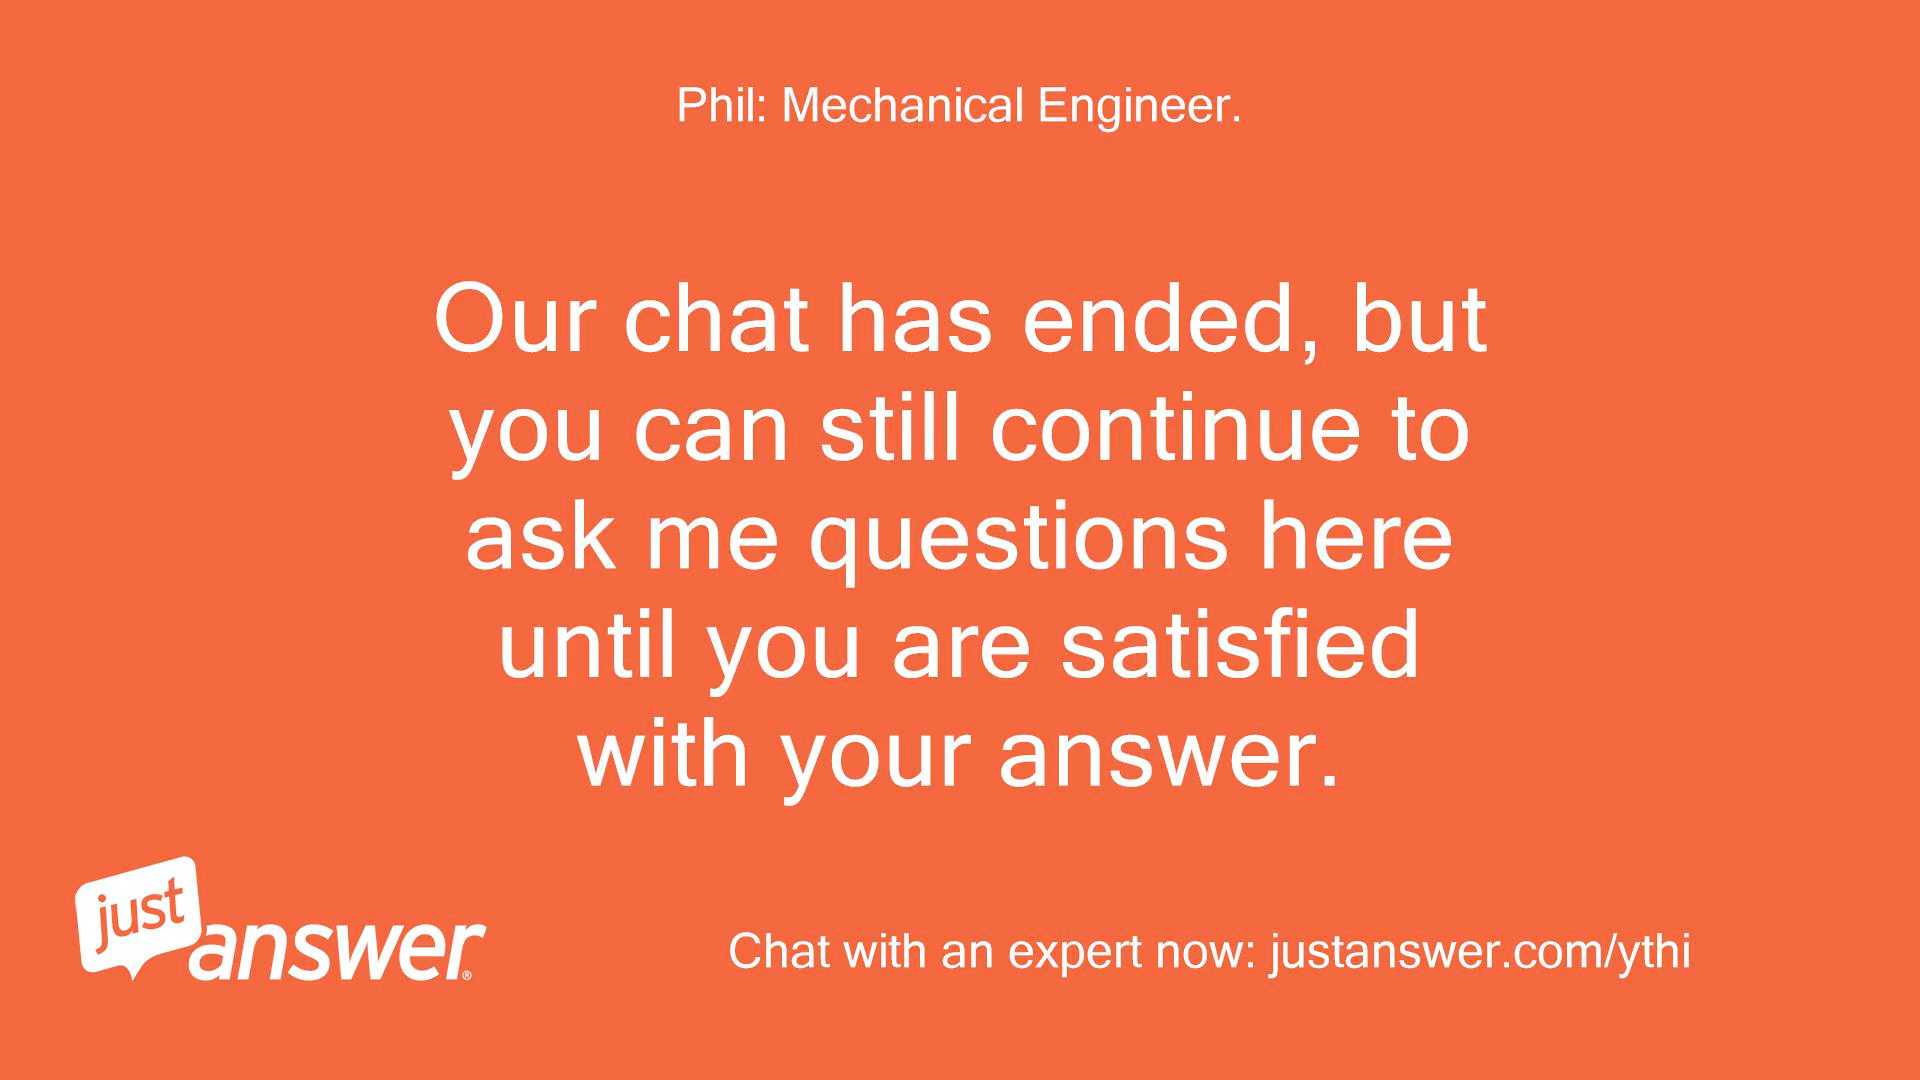 Phil: Mechanical Engineer.
Our chat has ended, but
you can still continue to
ask me questions here
until you are satisfied
with your answer.
just
answer®
Chat with an expert now: justanswer.com/ythi